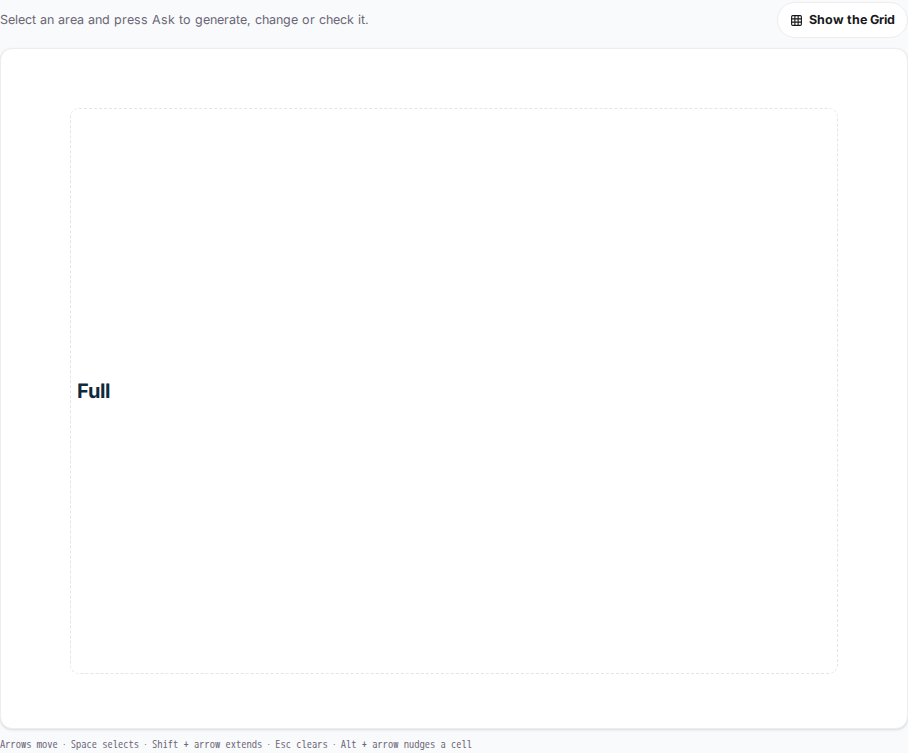 Select an area and press Ask to generate, change or check it.
Show the Grid
Full
Arrows move · Space selects · Shift + arrow extends · Esc clears · Alt + arrow nudges a cell